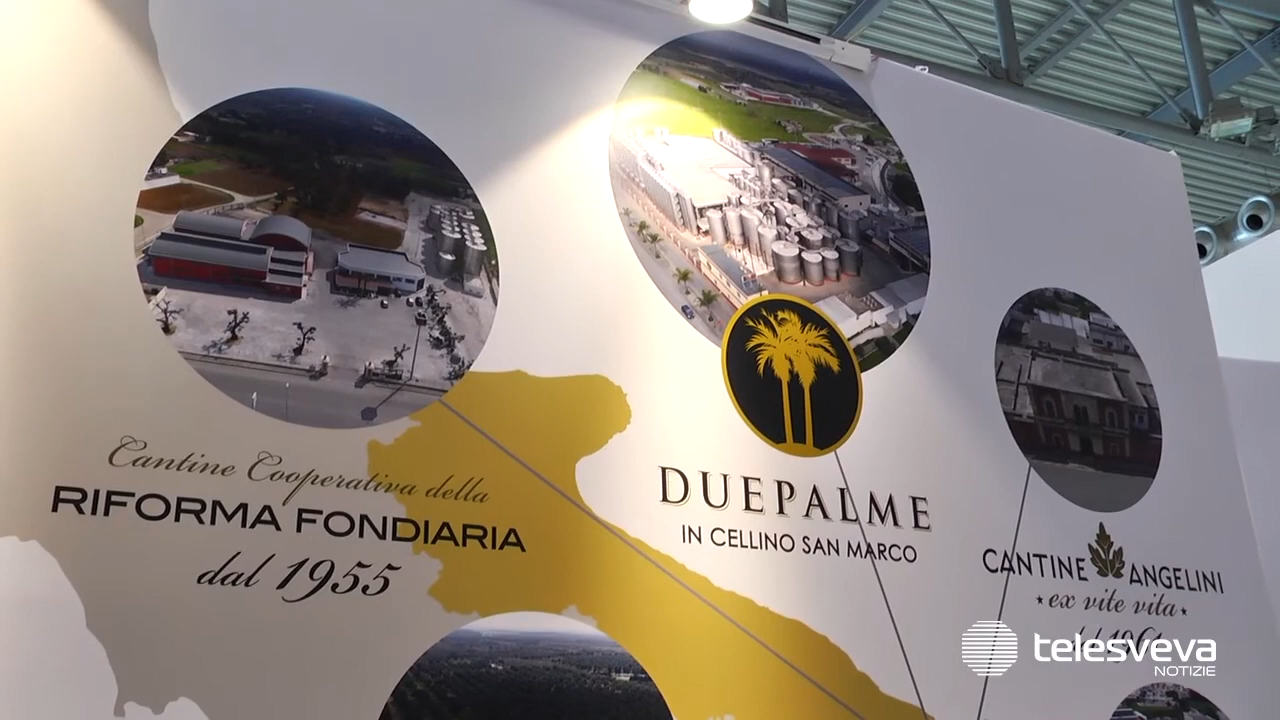 Cantine Cooperativa della
RIFORMA FONDIARIA
dal 1955
DUEPALME
IN CELLINO SAN MARCO
CANTINE ANGELINI
ex vite vita
telesveva
NOTIZIE